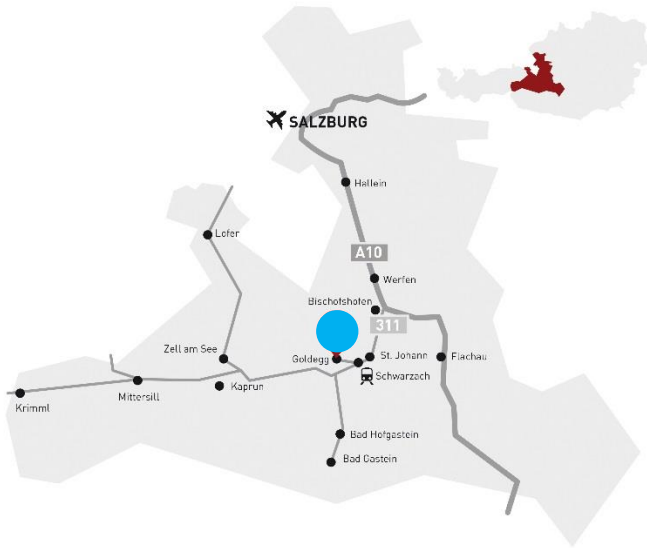 SALZBURG
Hallein
Lofer
A10
Werfen
Bischofshofen
311
Zell am See
Goldegg
St. Johann
Flachau
Schwarzach
Kaprun
Mittersill
Krimml
Bad Hofgastein
Bad Gastein